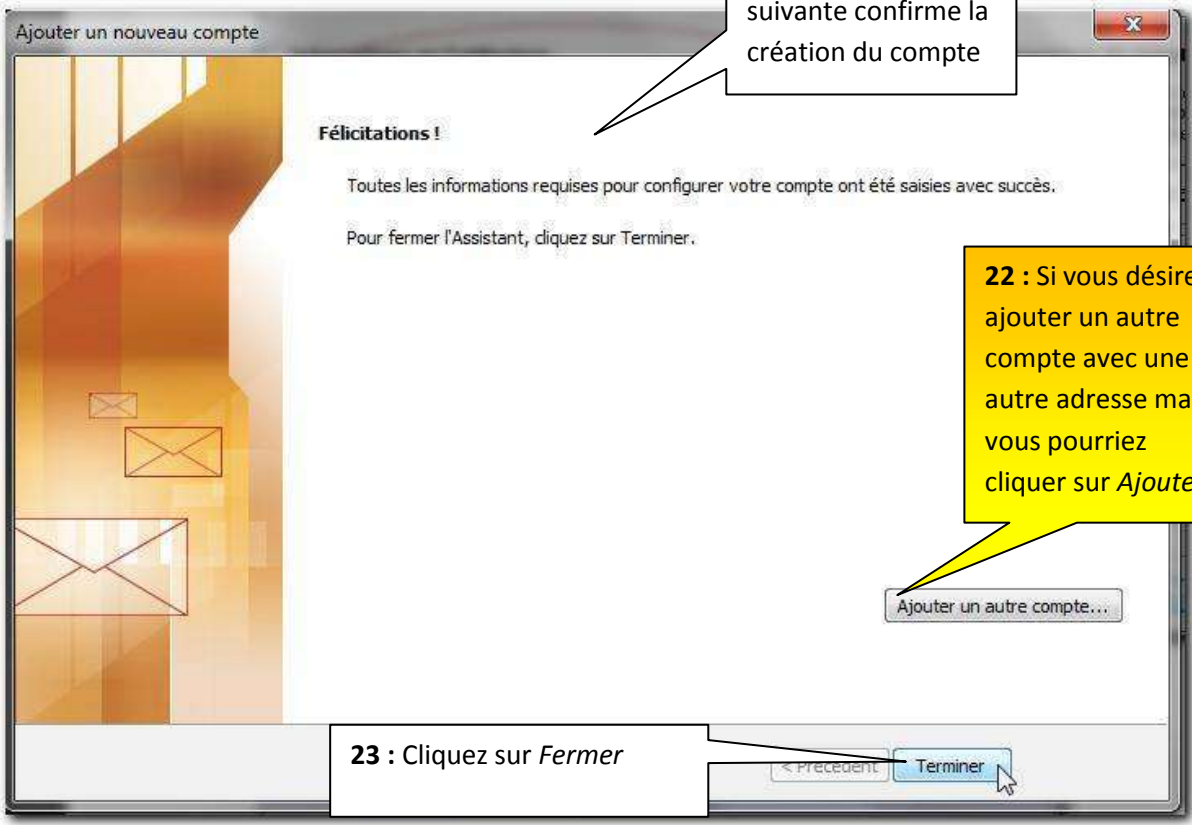 suivante confirme la
création du compte
Ajouter un nouveau compte
Félicitations !
Toutes les informations requises pour configurer votre compte ont été saisies avec succès.
Pour fermer l'Assistant, cliquez sur Terminer.
22 : Si vous désire
ajouter un autre
compte avec une
autre adresse ma
vous pourriez
cliquer sur Ajoute
Ajouter un autre compte...
23 : Cliquez sur Fermer
< Précédent
Terminer